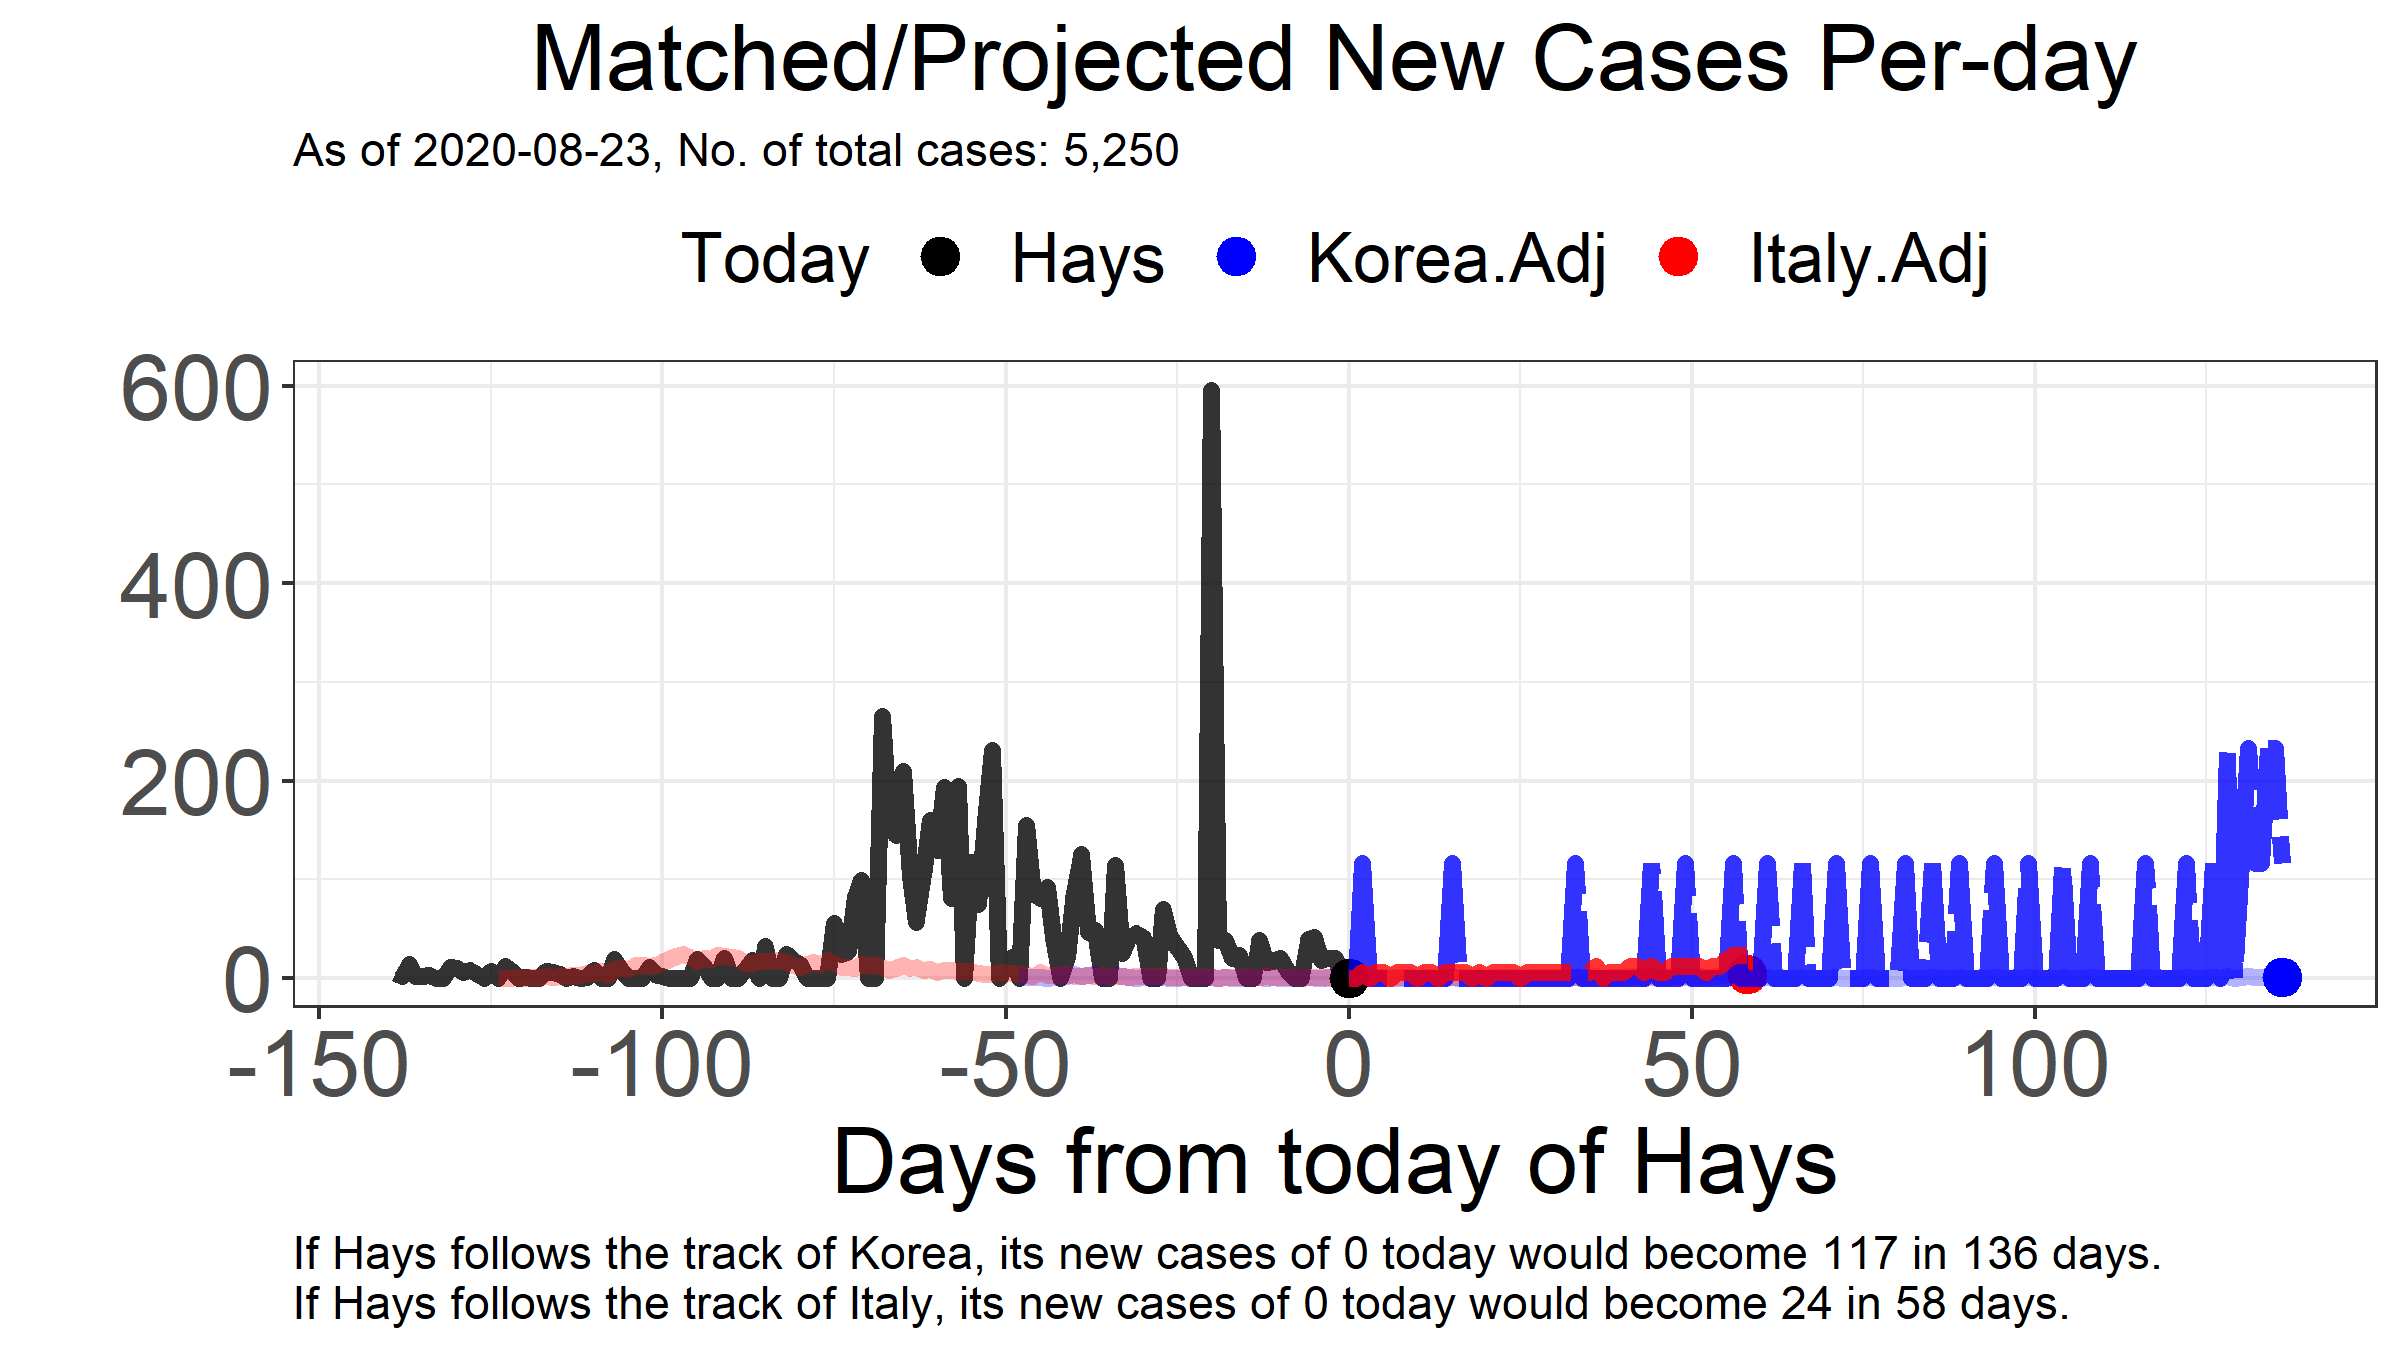 Matched/Projected New Cases Per-day
As of 2020-08-23, No. of total cases: 5,250
Today Hays Korea.Adj Italy.Adj
600
400
200
0
-150 -100 -50 0 50 100
Days from today of Hays
If Hays follows the track of Korea, its new cases of 0 today would become 117 in 136 days.
If Hays follows the track of Italy, its new cases of 0 today would become 24 in 58 days.